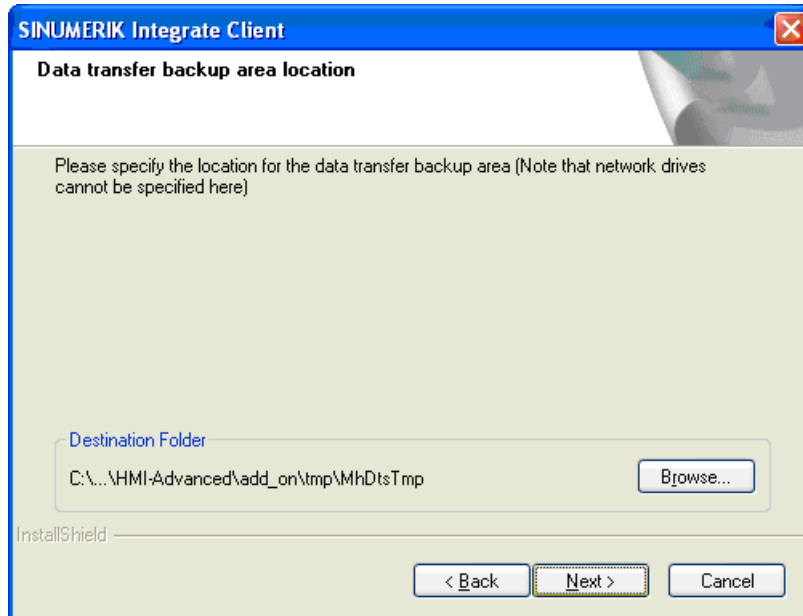 SINUMERIK Integrate Client
Data transfer backup area location
Please specify the location for the data transfer backup area (Note that network drives
cannot be specified here)
Destination Folder
C:\...\HMI-Advanced\add_on\tmp\MhDtsTmp
Browse...
InstallShield
< Back
Next >
Cancel